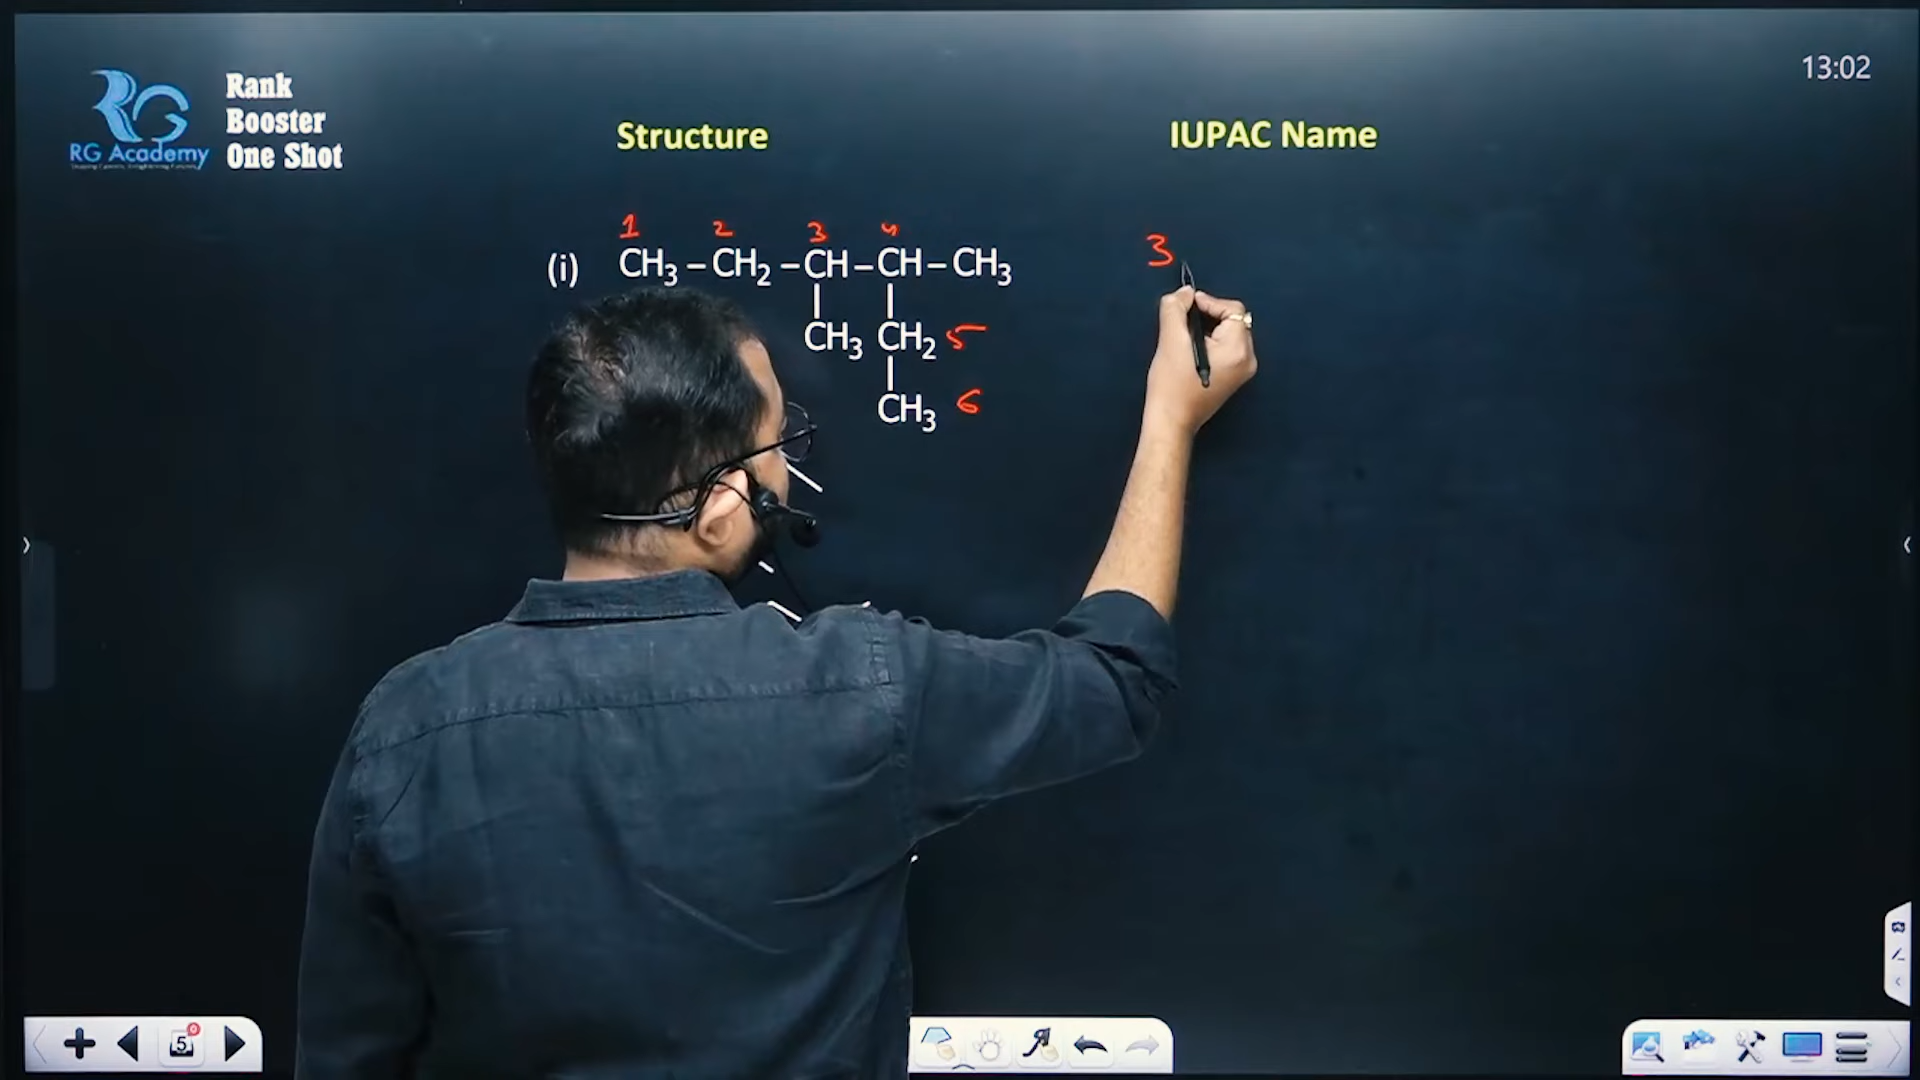 13:02
RG Academy
Rank
Booster
One Shot
Structure
IUPAC Name
1 2 3 4
(i) CH₃–CH₂–CH–CH–CH₃
3
CH₃ CH₂ 5
CH₃ 6
5